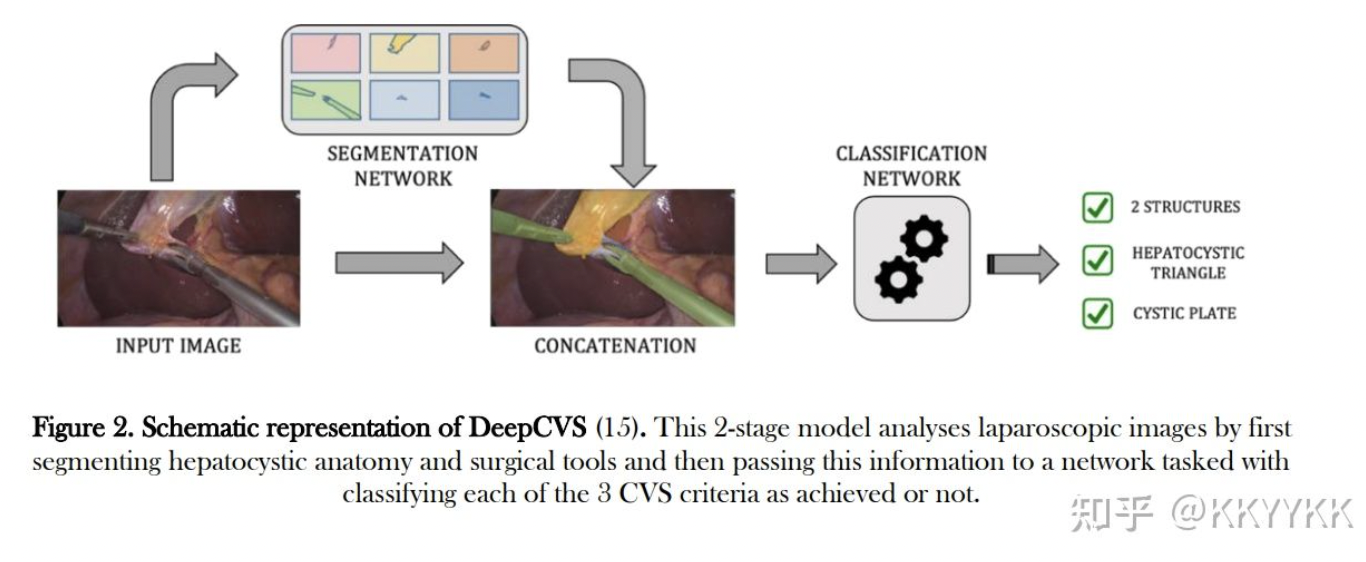 SEGMENTATION
NETWORK
CLASSIFICATION
NETWORK
2 STRUCTURES
HEPATOCYSTIC
TRIANGLE
CYSTIC PLATE
INPUT IMAGE
CONCATENATION
Figure 2. Schematic representation of DeepCVS (15). This 2-stage model analyses laparoscopic images by first
segmenting hepatocystic anatomy and surgical tools and then passing this information to a network tasked with
classifying each of the 3 CVS criteria as achieved or not.
知乎 @KKYYKK